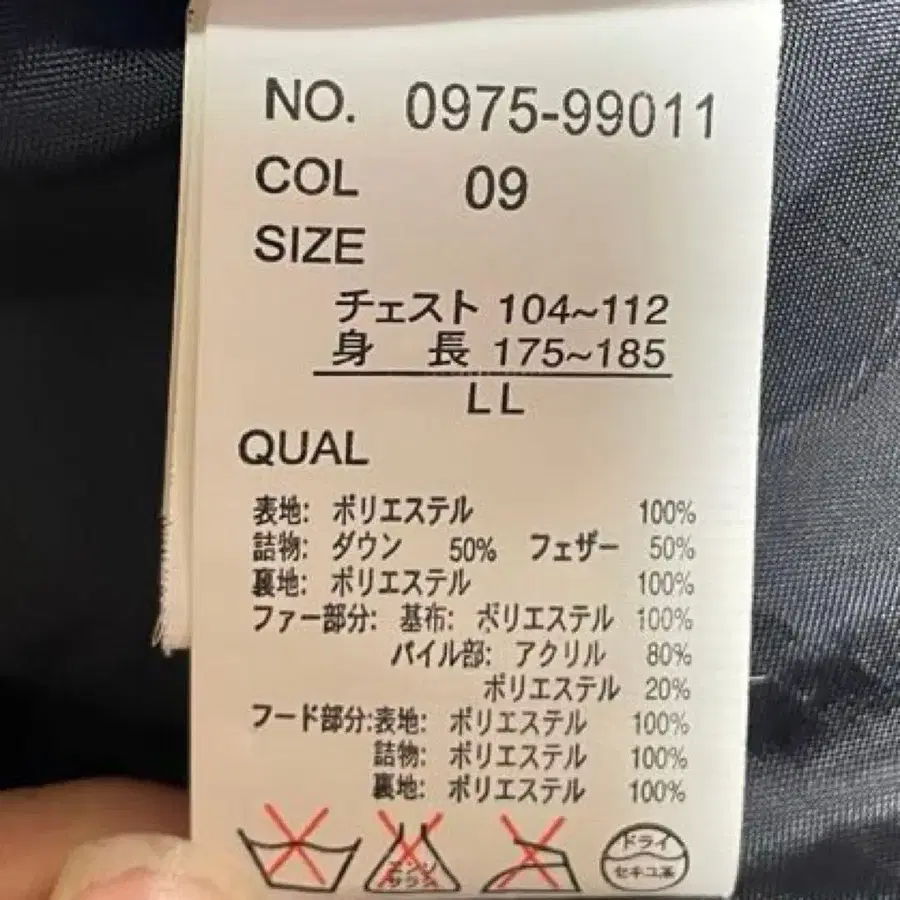 NO. 0975-99011
COL 09
SIZE
チェスト 104~112
身 長 175~185
LL
QUAL
表地: ポリエステル 100%
詰物: ダウン 50% フェザー 50%
裏地: ポリエステル 100%
ファー部分: 基布: ポリエステル 100%
パイル部: アクリル 80%
ポリエステル 20%
フード部分:表地: ポリエステル 100%
詰物: ポリエステル 100%
裏地: ポリエステル 100%
エンソ
サラシ
ドライ
セキユ系